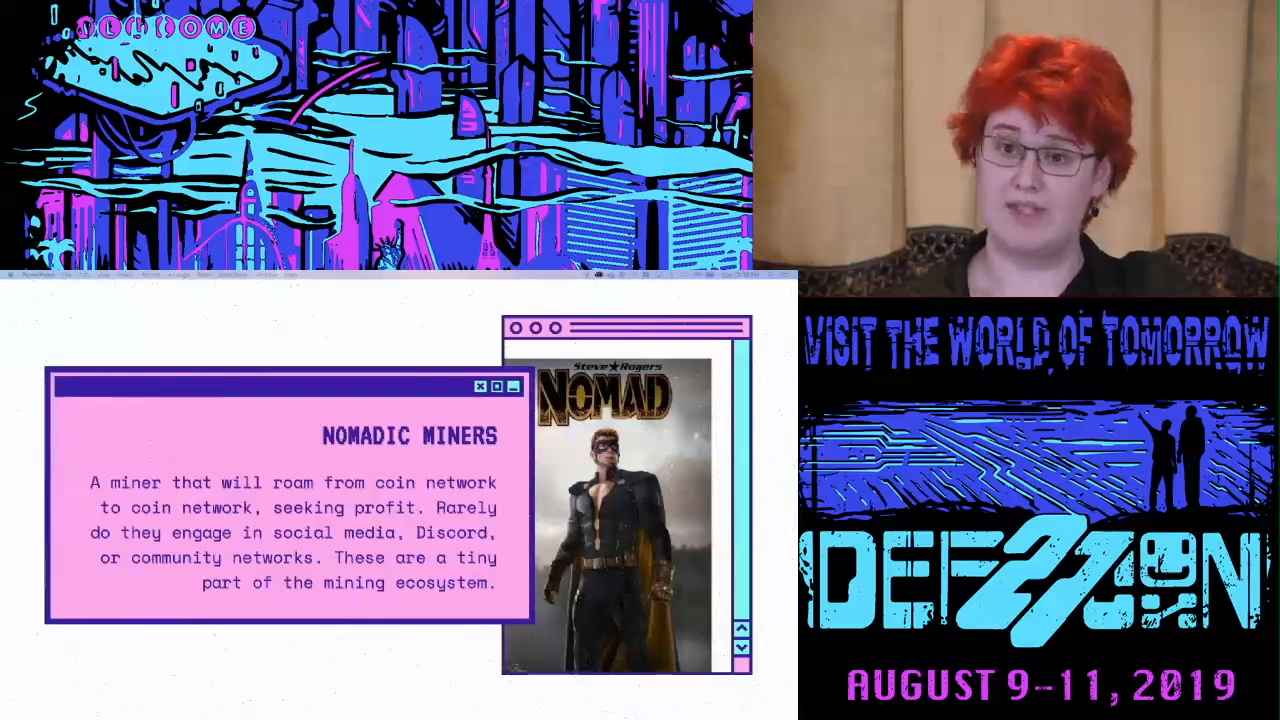 WELCOME
VISIT THE WORLD OF TOMORROW
Steve Rogers
NOMAD
NOMADIC MINERS
A miner that will roam from coin network
to coin network, seeking profit. Rarely
do they engage in social media, Discord,
or community networks. These are a tiny
part of the mining ecosystem.
DEF 27 CON
AUGUST 9-11, 2019